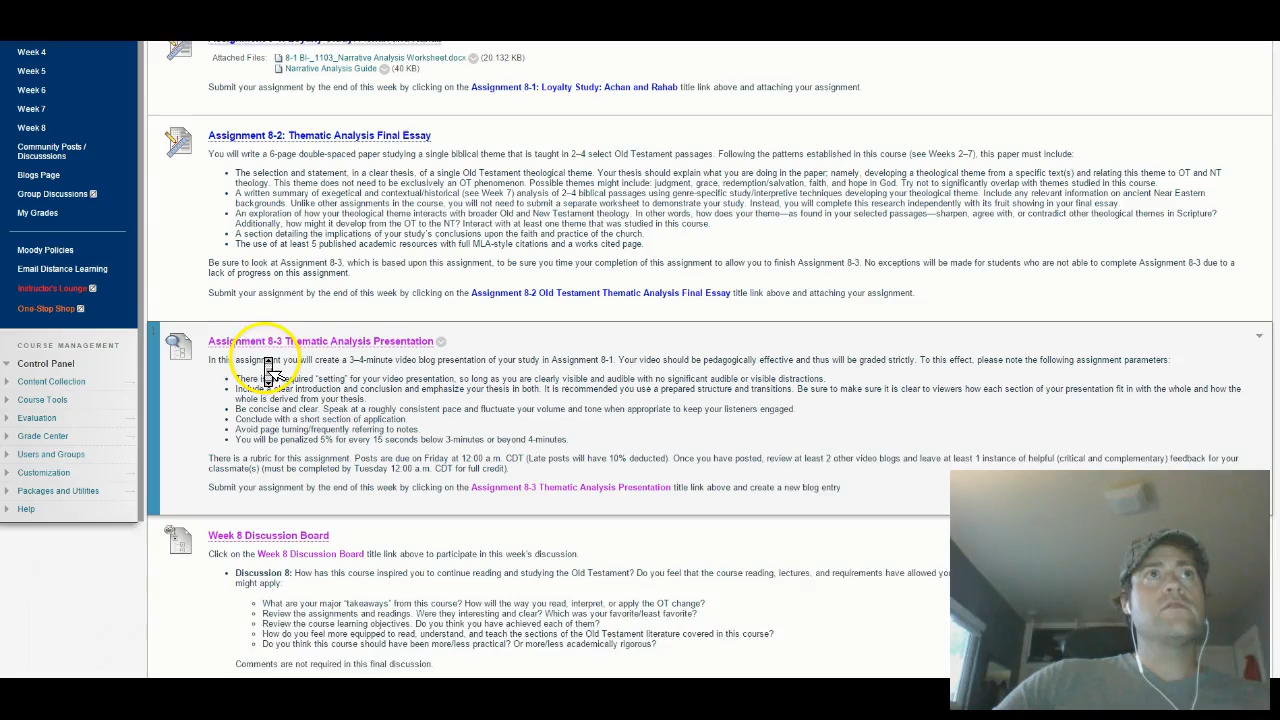 Week 4
Week 5
Week 6
Week 7
Week 8
Community Posts /
Discusssions
Blogs Page
Group Discussions
My Grades
Moody Policies
Email Distance Learning
Instructor's Lounge
One-Stop Shop
COURSE MANAGEMENT
Control Panel
Content Collection
Course Tools
Evaluation
Grade Center
Users and Groups
Customization
Packages and Utilities
Help
Attached Files: 8-1 BI-_1103_Narrative Analysis Worksheet.docx (20.132 KB)
Narrative Analysis Guide (40 KB)
Submit your assignment by the end of this week by clicking on the Assignment 8-1: Loyalty Study: Achan and Rahab title link above and attaching your assignment.
Assignment 8-2: Thematic Analysis Final Essay
You will write a 6-page double-spaced paper studying a single biblical theme that is taught in 2–4 select Old Testament passages. Following the patterns established in this course (see Weeks 2–7), this paper must include:
The selection and statement, in a clear thesis, of a single Old Testament theological theme. Your thesis should explain what you are doing in the paper; namely, developing a theological theme from a specific text(s) and relating this theme to OT and NT
theology. This theme does not need to be exclusively an OT phenomenon. Possible themes might include: judgment, grace, redemption/salvation, faith, and hope in God. Try not to significantly overlap with themes studied in this course.
A written summary of exegetical and contextual/historical (see Week 7) analysis of 2–4 biblical passages using genre-specific study/interpretive techniques developing your theological theme. Include any relevant information on ancient Near Eastern
backgrounds. Unlike other assignments in the course, you will not need to submit a separate worksheet to demonstrate your study. Instead, you will complete this research independently with its fruit showing in your final essay.
An exploration of how your theological theme interacts with broader Old and New Testament theology. In other words, how does your theme—as found in your selected passages—sharpen, agree with, or contradict other theological themes in Scripture?
Additionally, how might it develop from the OT to the NT? Interact with at least one theme that was studied in this course.
A section detailing the implications of your study's conclusions upon the faith and practice of the church.
The use of at least 5 published academic resources with full MLA-style citations and a works cited page.
Be sure to look at Assignment 8-3, which is based upon this assignment, to be sure you time your completion of this assignment to allow you to finish Assignment 8-3. No exceptions will be made for students who are not able to complete Assignment 8-3 due to a
lack of progress on this assignment.
Submit your assignment by the end of this week by clicking the Assignment 8-2 Old Testament Thematic Analysis Final Essay title link above and attaching your assignment.
Assignment 8-3 Thematic Analysis Presentation
In this assignment you will create a 3–4-minute video blog presentation of your study in Assignment 8-1. Your video should be pedagogically effective and thus will be graded strictly. To this effect, please note the following assignment parameters:
There is required "setting" for your video presentation, so long as you are clearly visible and audible with no significant audible or visible distractions.
Include a clear introduction and conclusion and emphasize your thesis in both. It is recommended you use a prepared structure and transitions. Be sure to make sure it is clear to viewers how each section of your presentation fit in with the whole and how the
whole is derived from your thesis.
Be concise and clear. Speak at a roughly consistent pace and fluctuate your volume and tone when appropriate to keep your listeners engaged.
Conclude with a short section of application.
Avoid page turning/frequently referring to notes.
You will be penalized 5% for every 15 seconds below 3-minutes or beyond 4-minutes.
There is a rubric for this assignment. Posts are due on Friday at 12:00 a.m. CDT (Late posts will have 10% deducted). Once you have posted, review at least 2 other video blogs and leave at least 1 instance of helpful (critical and complementary) feedback for your
classmate(s) (must be completed by Tuesday 12:00 a.m. CDT for full credit).
Submit your assignment by the end of this week by clicking on the Assignment 8-3 Thematic Analysis Presentation title link above and create a new blog entry
Week 8 Discussion Board
Click on the Week 8 Discussion Board title link above to participate in this week's discussion.
Discussion 8: How has this course inspired you to continue reading and studying the Old Testament? Do you feel that the course reading, lectures, and requirements have allowed
might apply:
What are your major "takeaways" from this course? How will the way you read, interpret, or apply the OT change?
Review the assignments and readings. Were they interesting and clear? Which was your favorite/least favorite?
Review the course learning objectives. Do you think you have achieved each of them?
How do you feel more equipped to read, understand, and teach the sections of the Old Testament literature covered in this course?
Do you think this course should have been more/less practical? Or more/less academically rigorous?
Comments are not required in this final discussion.